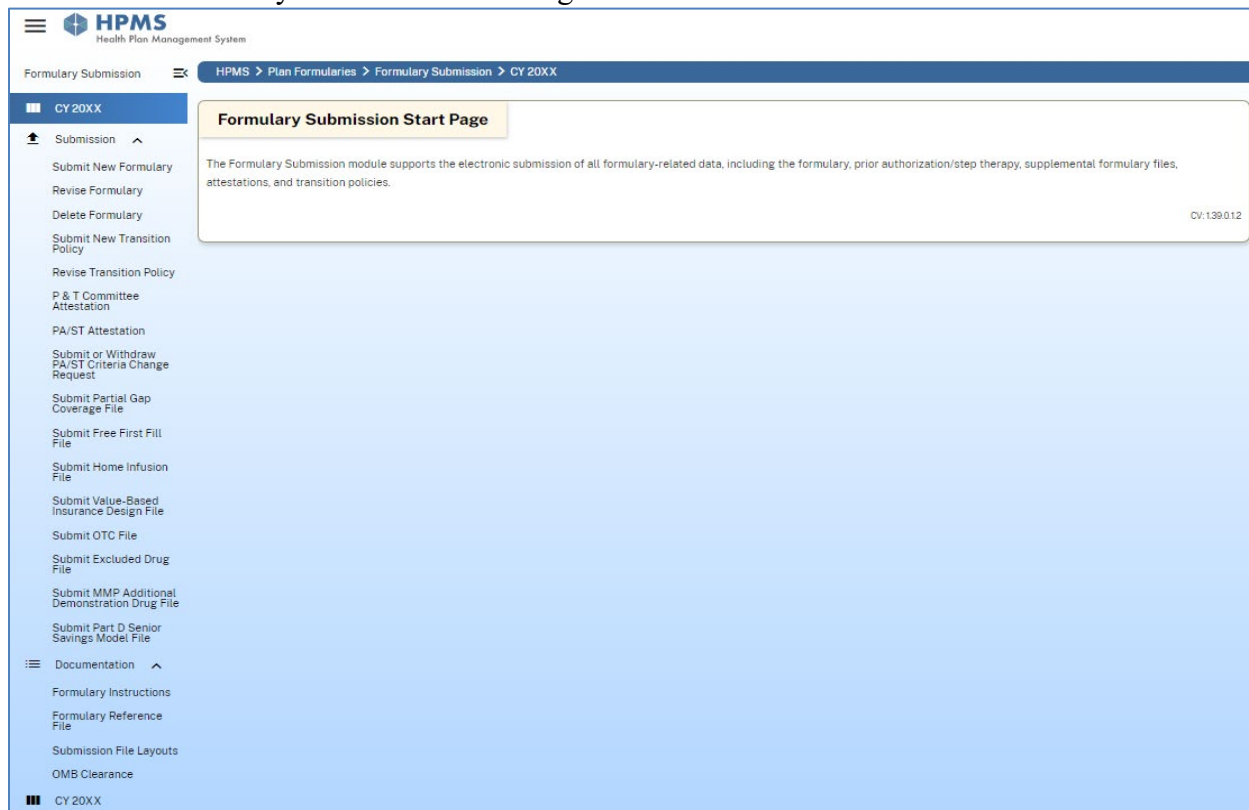 HPMS
Health Plan Management System
Formulary Submission
HPMS > Plan Formularies > Formulary Submission > CY 20XX
CY 20XX
Submission
Submit New Formulary
Revise Formulary
Delete Formulary
Submit New Transition
Policy
Revise Transition Policy
P & T Committee
Attestation
PA/ST Attestation
Submit or Withdraw
PA/ST Criteria Change
Request
Submit Partial Gap
Coverage File
Submit Free First Fill
File
Submit Home Infusion
File
Submit Value-Based
Insurance Design File
Submit OTC File
Submit Excluded Drug
File
Submit MMP Additional
Demonstration Drug File
Submit Part D Senior
Savings Model File
Documentation
Formulary Instructions
Formulary Reference
File
Submission File Layouts
OMB Clearance
CY 20XX
Formulary Submission Start Page
The Formulary Submission module supports the electronic submission of all formulary-related data, including the formulary, prior authorization/step therapy, supplemental formulary files,
attestations, and transition policies.
CV: 1.39.0.1.2